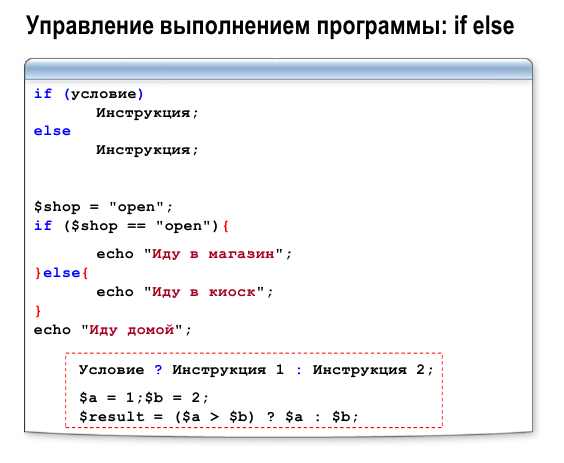 Управление выполнением программы: if else
if (условие)
Инструкция;
else
Инструкция;
$shop = "open";
if ($shop == "open"){
echo "Иду в магазин";
}else{
echo "Иду в киоск";
}
echo "Иду домой";
Условие ? Инструкция 1 : Инструкция 2;
$a = 1;$b = 2;
$result = ($a > $b) ? $a : $b;